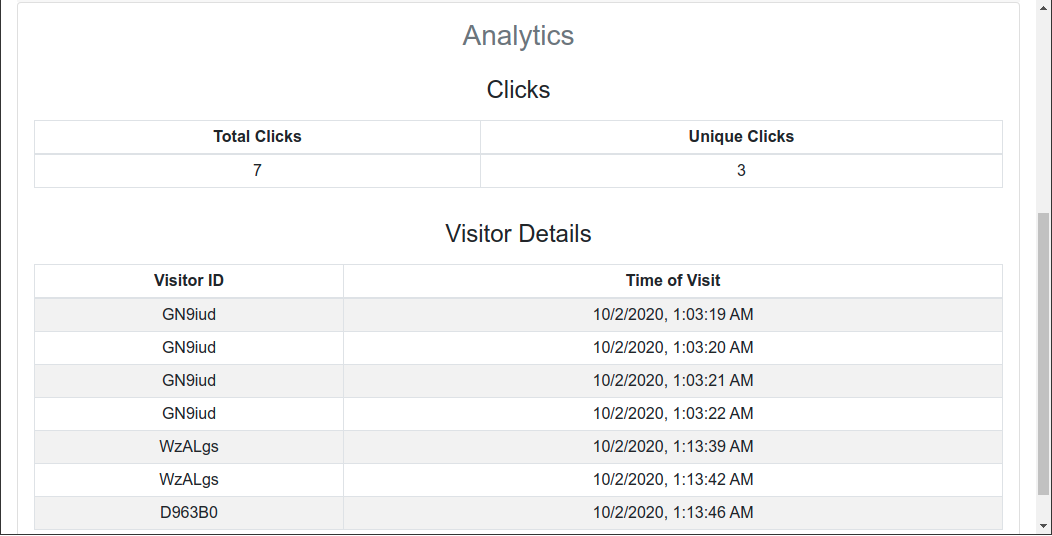 Analytics
Clicks
Total Clicks Unique Clicks
7 3
Visitor Details
Visitor ID Time of Visit
GN9iud 10/2/2020, 1:03:19 AM
GN9iud 10/2/2020, 1:03:20 AM
GN9iud 10/2/2020, 1:03:21 AM
GN9iud 10/2/2020, 1:03:22 AM
WzALgs 10/2/2020, 1:13:39 AM
WzALgs 10/2/2020, 1:13:42 AM
D963B0 10/2/2020, 1:13:46 AM